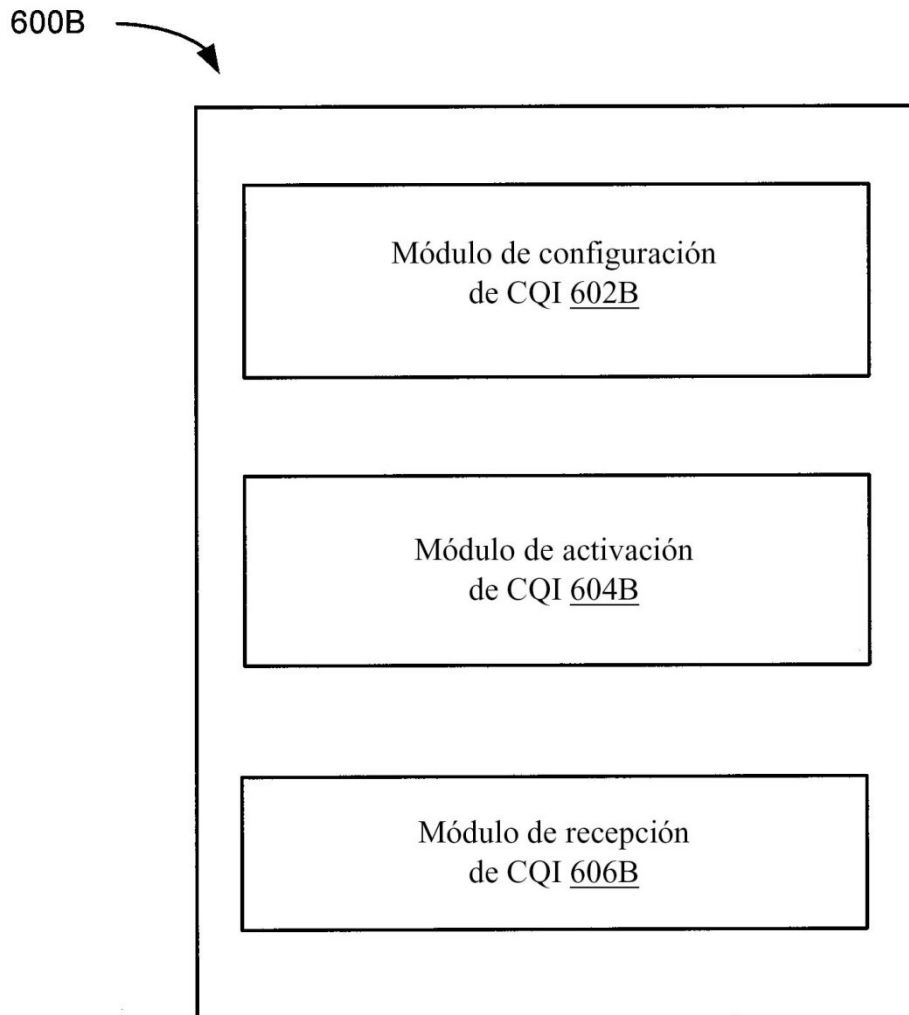 600B
Módulo de configuración
de CQI 602B
Módulo de activación
de CQI 604B
Módulo de recepción
de CQI 606B